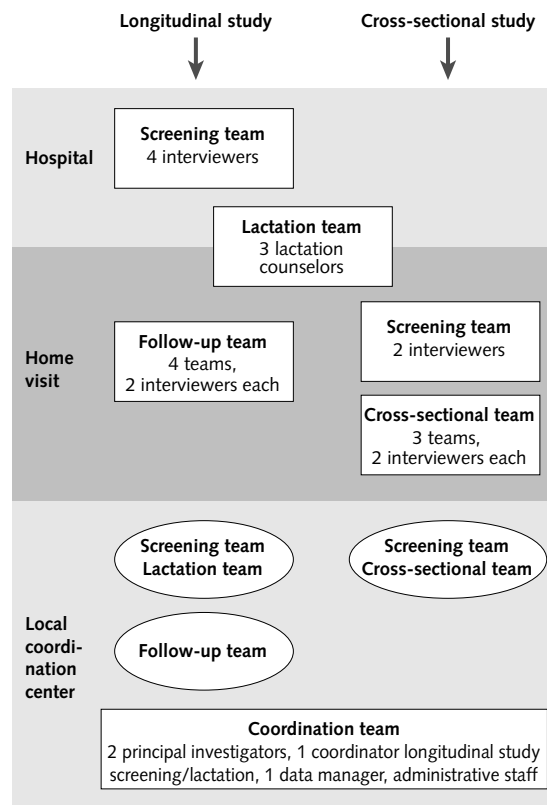 Longitudinal study
Cross-sectional study
Hospital
Screening team
4 interviewers
Lactation team
3 lactation
counselors
Home
visit
Follow-up team
4 teams,
2 interviewers each
Screening team
2 interviewers
Cross-sectional team
3 teams,
2 interviewers each
Local
coordi-
nation
center
Screening team
Lactation team
Screening team
Cross-sectional team
Follow-up team
Coordination team
2 principal investigators, 1 coordinator longitudinal study
screening/lactation, 1 data manager, administrative staff